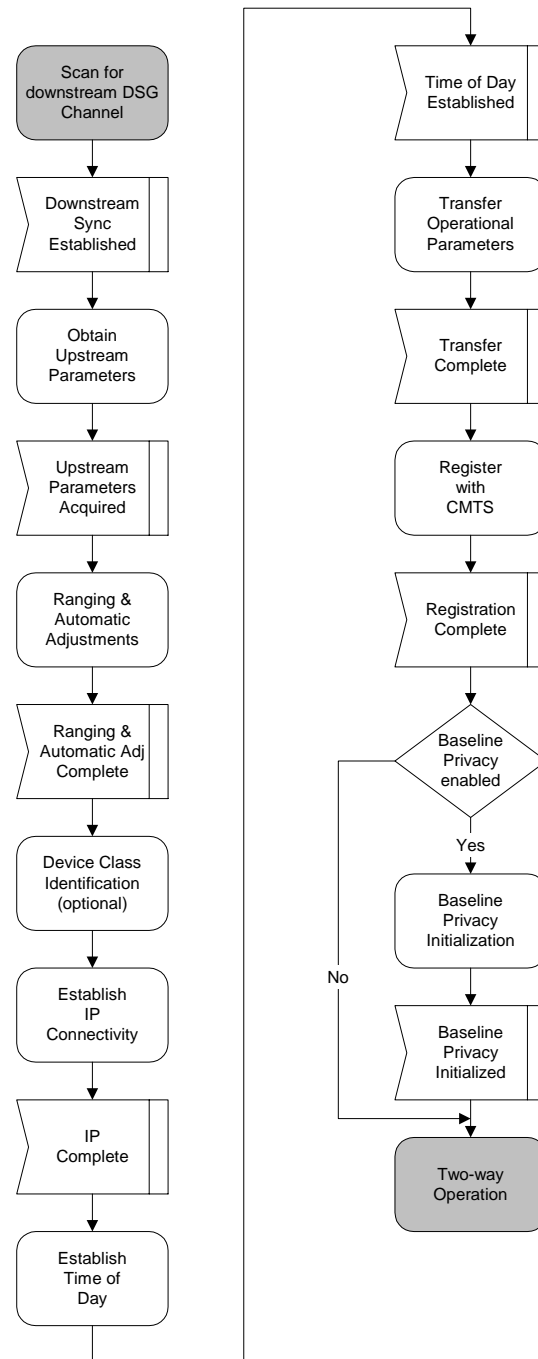 Scan for
downstream DSG
Channel
Downstream
Sync
Established
Obtain
Upstream
Parameters
Upstream
Parameters
Acquired
Ranging &
Automatic
Adjustments
Ranging &
Automatic Adj
Complete
Device Class
Identification
(optional)
Establish
IP
Connectivity
IP
Complete
Establish
Time of
Day
Time of Day
Established
Transfer
Operational
Parameters
Transfer
Complete
Register
with
CMTS
Registration
Complete
Baseline
Privacy
enabled
Yes
Baseline
Privacy
Initialization
No
Baseline
Privacy
Initialized
Two-way
Operation